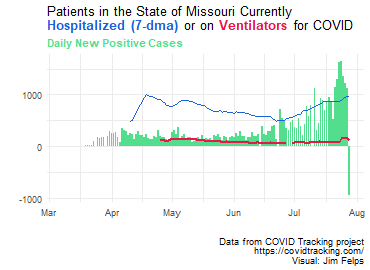 Patients in the State of Missouri Currently
Hospitalized (7-dma) or on Ventilators for COVID
Daily New Positive Cases
1000
0
-1000
Mar Apr May Jun Jul Aug
Data from COVID Tracking project
https://covidtracking.com/
Visual: Jim Felps